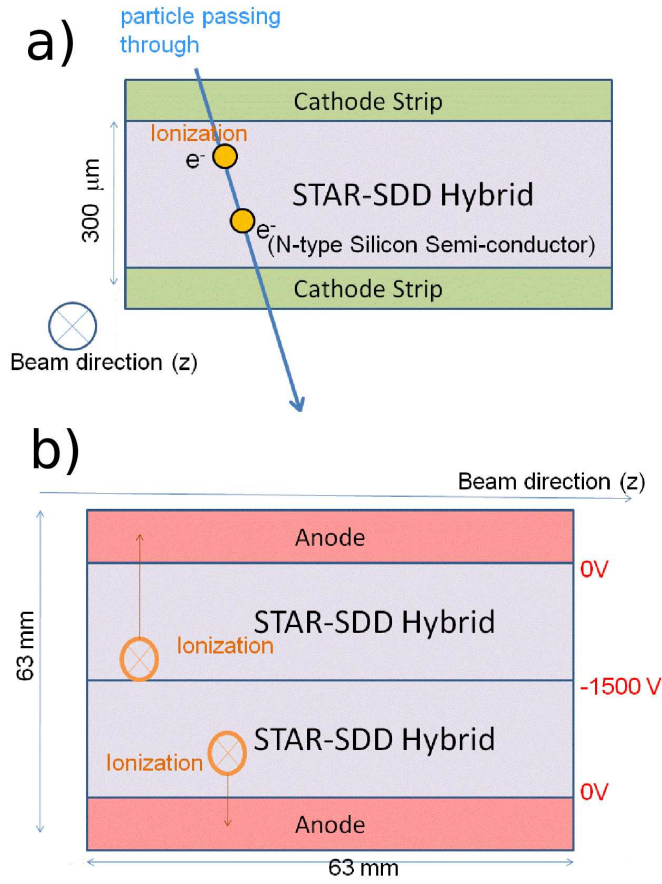 a)
particle passing
through
Cathode Strip
Ionization
e-
STAR-SDD Hybrid
e-
(N-type Silicon Semi-conductor)
300 μm
Cathode Strip
Beam direction (z)
b)
Beam direction (z)
Anode
0V
STAR-SDD Hybrid
Ionization
63 mm
-1500 V
STAR-SDD Hybrid
Ionization
0V
Anode
63 mm